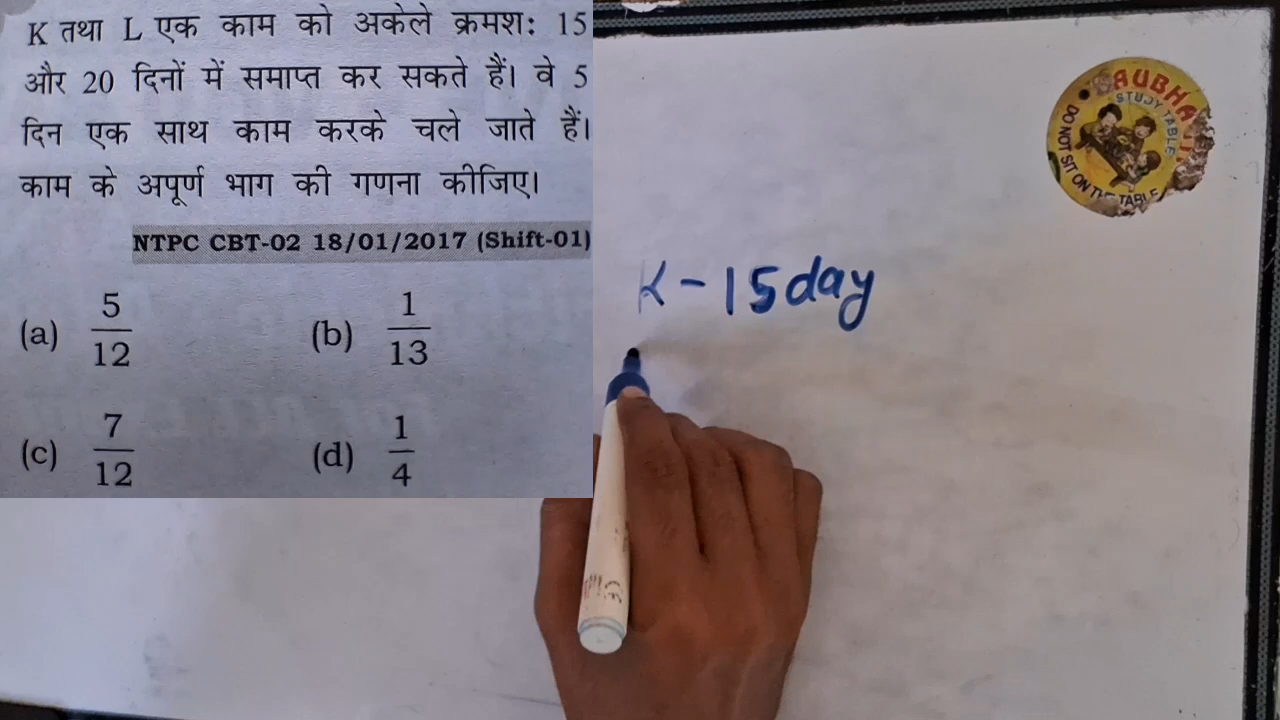 K तथा L एक काम को अकेले क्रमश: 15
और 20 दिनों में समाप्त कर सकते हैं। वे 5
दिन एक साथ काम करके चले जाते हैं।
काम के अपूर्ण भाग की गणना कीजिए।
NTPC CBT-02 18/01/2017 (Shift-01)
(a) 5/12 (b) 1/13
(c) 7/12 (d) 1/4
K - 15 day
STUDY TABLE
DO NOT SIT ON THE TABLE